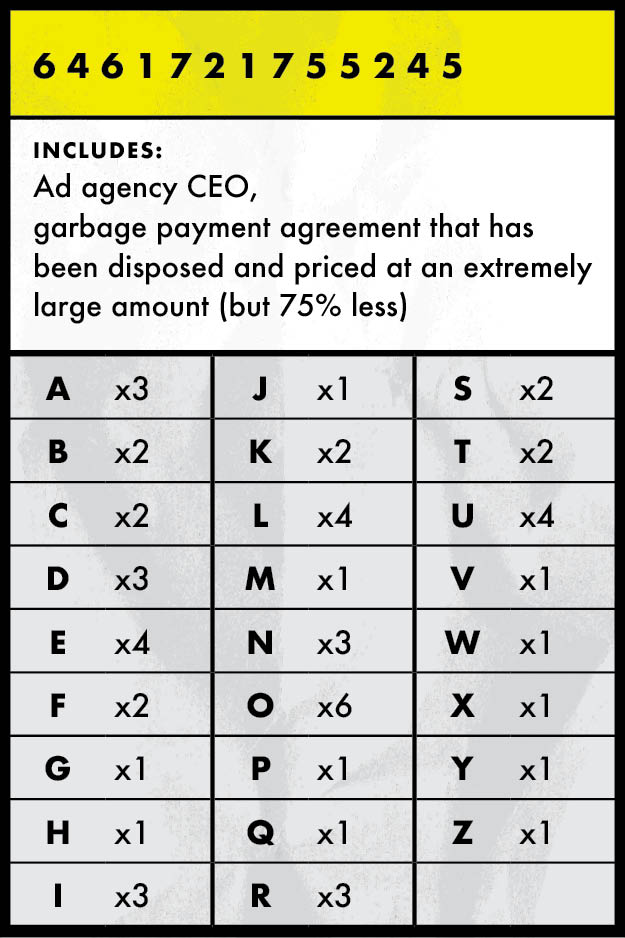 6 4 6 1 7 2 1 7 5 5 2 4 5
INCLUDES:
Ad agency CEO,
garbage payment agreement that has
been disposed and priced at an extremely
large amount (but 75% less)
A x3 J x1 S x2
B x2 K x2 T x2
C x2 L x4 U x4
D x3 M x1 V x1
E x4 N x3 W x1
F x2 O x6 X x1
G x1 P x1 Y x1
H x1 Q x1 Z x1
I x3 R x3